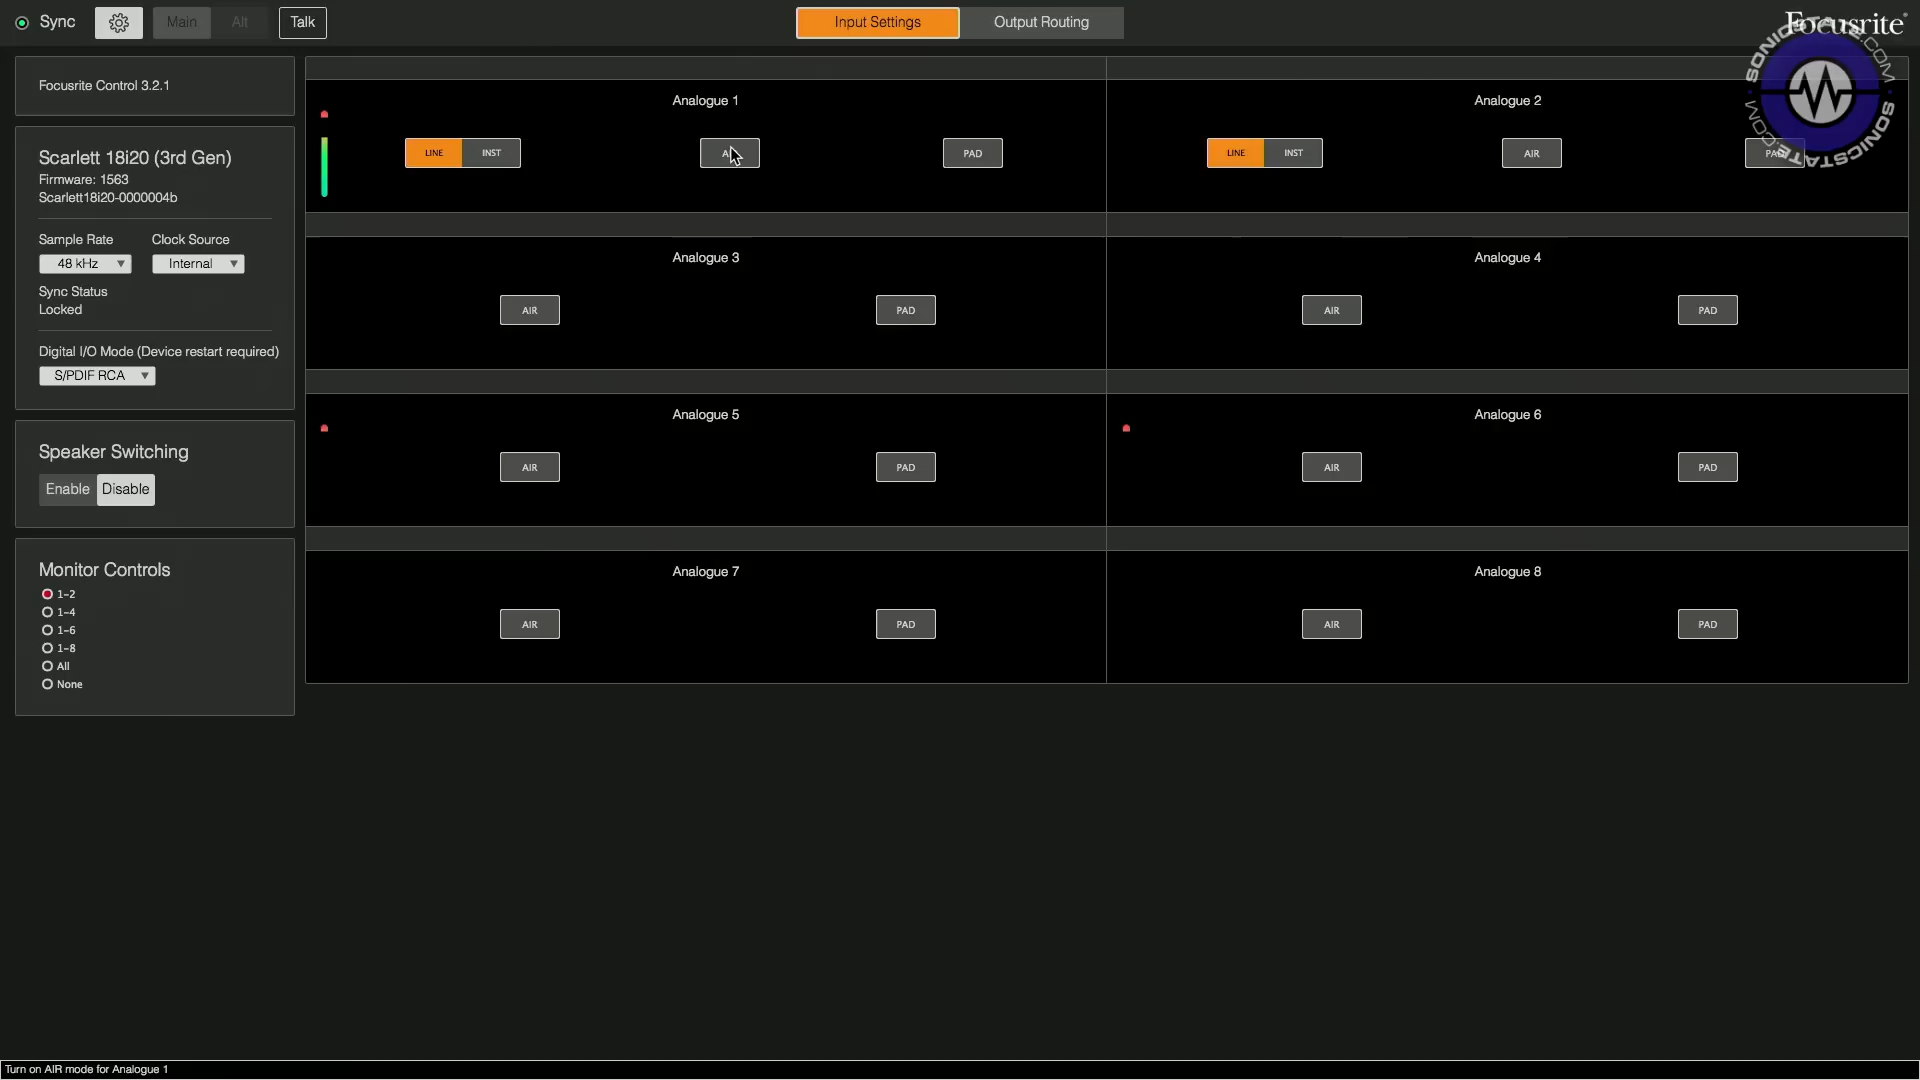 Sync
Main
Alt
Talk
Input Settings
Output Routing
Focusrite®
SONICSTATE.COM
SONICSTATE
Focusrite Control 3.2.1
Scarlett 18i20 (3rd Gen)
Firmware: 1563
Scarlett18i20-0000004b
Sample Rate
Clock Source
48 kHz
Internal
Sync Status
Locked
Digital I/O Mode (Device restart required)
S/PDIF RCA
Speaker Switching
Enable
Disable
Monitor Controls
1-2
1-4
1-6
1-8
All
None
Analogue 1
LINE
INST
PAD
Analogue 2
LINE
INST
AIR
PAD
Analogue 3
AIR
PAD
Analogue 4
AIR
PAD
Analogue 5
AIR
PAD
Analogue 6
AIR
PAD
Analogue 7
AIR
PAD
Analogue 8
AIR
PAD
Turn on AIR mode for Analogue 1